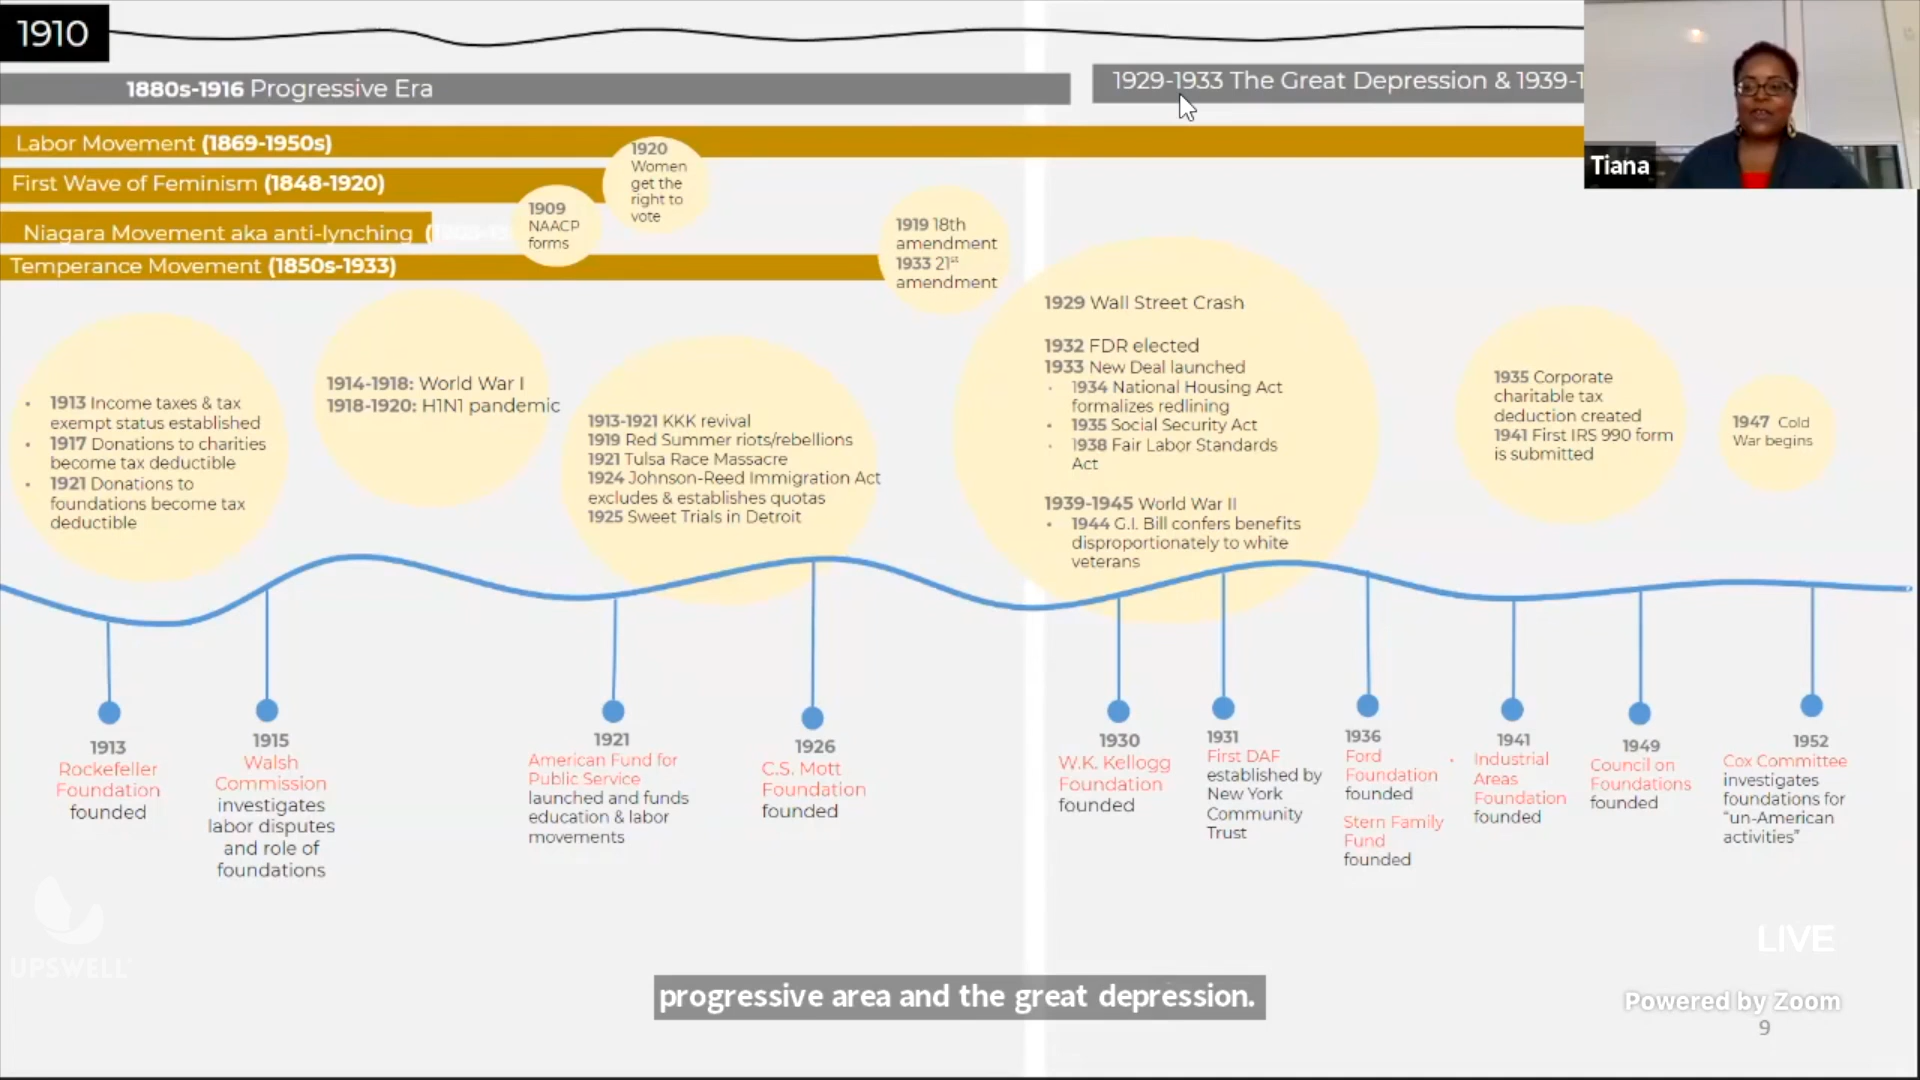 1910
1880s-1916 Progressive Era
1929-1933 The Great Depression & 1939-1
Labor Movement (1869-1950s)
First Wave of Feminism (1848-1920)
Niagara Movement aka anti-lynching (
Temperance Movement (1850s-1933)
1909
NAACP
forms
1920
Women
get the
right to
vote
1919 18th
amendment
1933 21st
amendment
Tiana
• 1913 Income taxes & tax
exempt status established
• 1917 Donations to charities
become tax deductible
• 1921 Donations to
foundations become tax
deductible
1914-1918: World War I
1918-1920: H1N1 pandemic
1913-1921 KKK revival
1919 Red Summer riots/rebellions
1921 Tulsa Race Massacre
1924 Johnson-Reed Immigration Act
excludes & establishes quotas
1925 Sweet Trials in Detroit
1929 Wall Street Crash
1932 FDR elected
1933 New Deal launched
• 1934 National Housing Act
formalizes redlining
• 1935 Social Security Act
• 1938 Fair Labor Standards
Act
1939-1945 World War II
• 1944 G.I. Bill confers benefits
disproportionately to white
veterans
1935 Corporate
charitable tax
deduction created
1941 First IRS 990 form
is submitted
1947 Cold
War begins
1913
Rockefeller
Foundation
founded
1915
Walsh
Commission
investigates
labor disputes
and role of
foundations
1921
American Fund for
Public Service
launched and funds
education & labor
movements
1926
C.S. Mott
Foundation
founded
1930
W.K. Kellogg
Foundation
founded
1931
First DAF
established by
New York
Community
Trust
1936
Ford
Foundation
founded
Stern Family
Fund
founded
1941
Industrial
Areas
Foundation
founded
1949
Council on
Foundations
founded
1952
Cox Committee
investigates
foundations for
"un-American
activities"
UPSWELL
LIVE
progressive area and the great depression.
Powered by Zoom
9